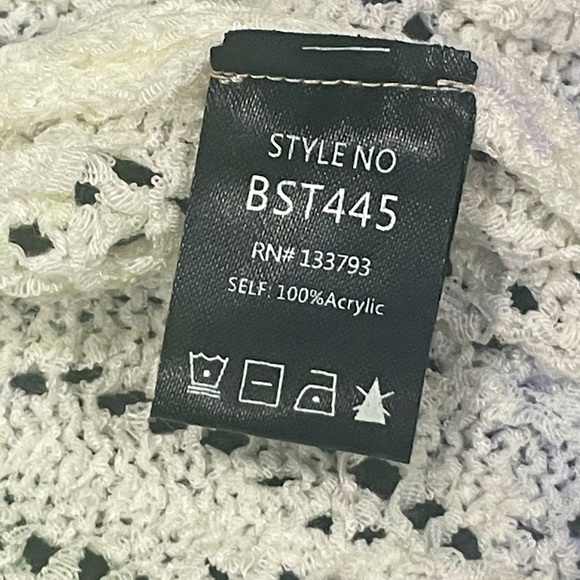 STYLE NO
BST445
RN# 133793
SELF: 100%Acrylic